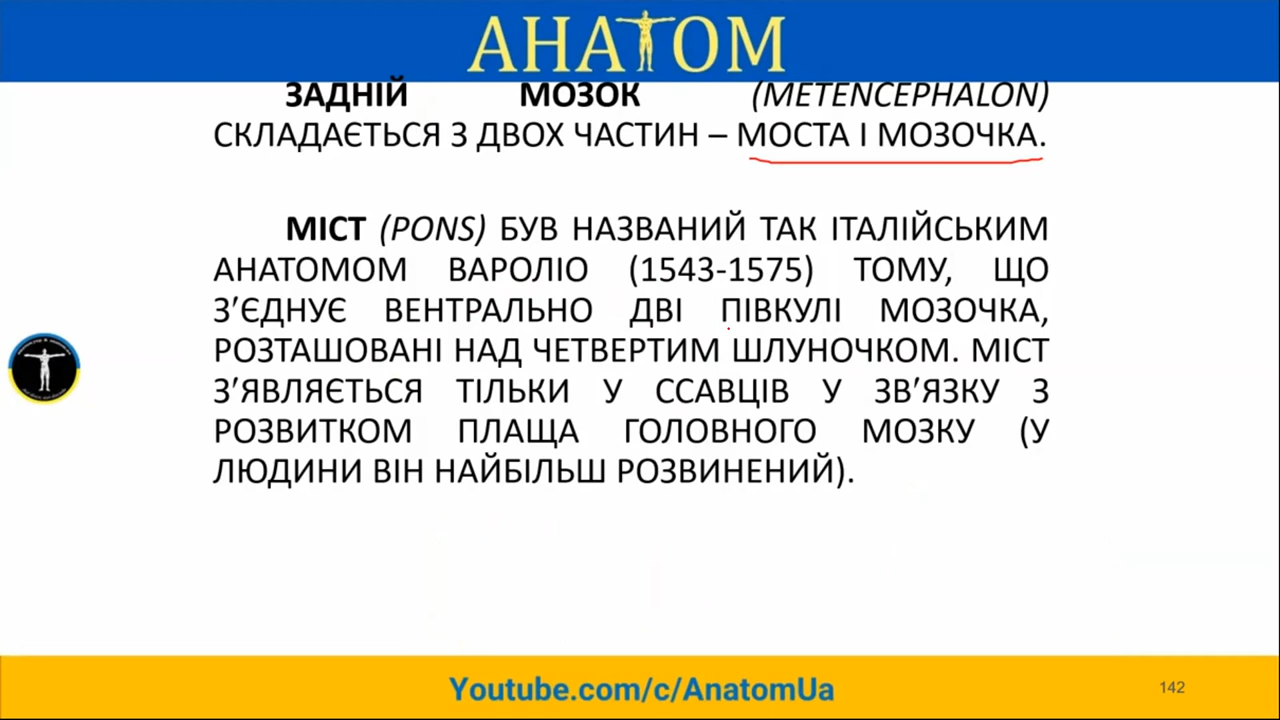 АНАТОМ
ЗАДНІЙ МОЗОК (METENCEPHALON)
СКЛАДАЄТЬСЯ З ДВОХ ЧАСТИН – МОСТА І МОЗОЧКА.
МІСТ (PONS) БУВ НАЗВАНИЙ ТАК ІТАЛІЙСЬКИМ
АНАТОМОМ ВАРОЛІО (1543-1575) ТОМУ, ЩО
З′ЄДНУЄ ВЕНТРАЛЬНО ДВІ ПІВКУЛІ МОЗОЧКА,
РОЗТАШОВАНІ НАД ЧЕТВЕРТИМ ШЛУНОЧКОМ. МІСТ
З′ЯВЛЯЄТЬСЯ ТІЛЬКИ У ССАВЦІВ У ЗВ′ЯЗКУ З
РОЗВИТКОМ ПЛАЩА ГОЛОВНОГО МОЗКУ (У
ЛЮДИНИ ВІН НАЙБІЛЬШ РОЗВИНЕНИЙ).
Youtube.com/c/AnatomUa
142